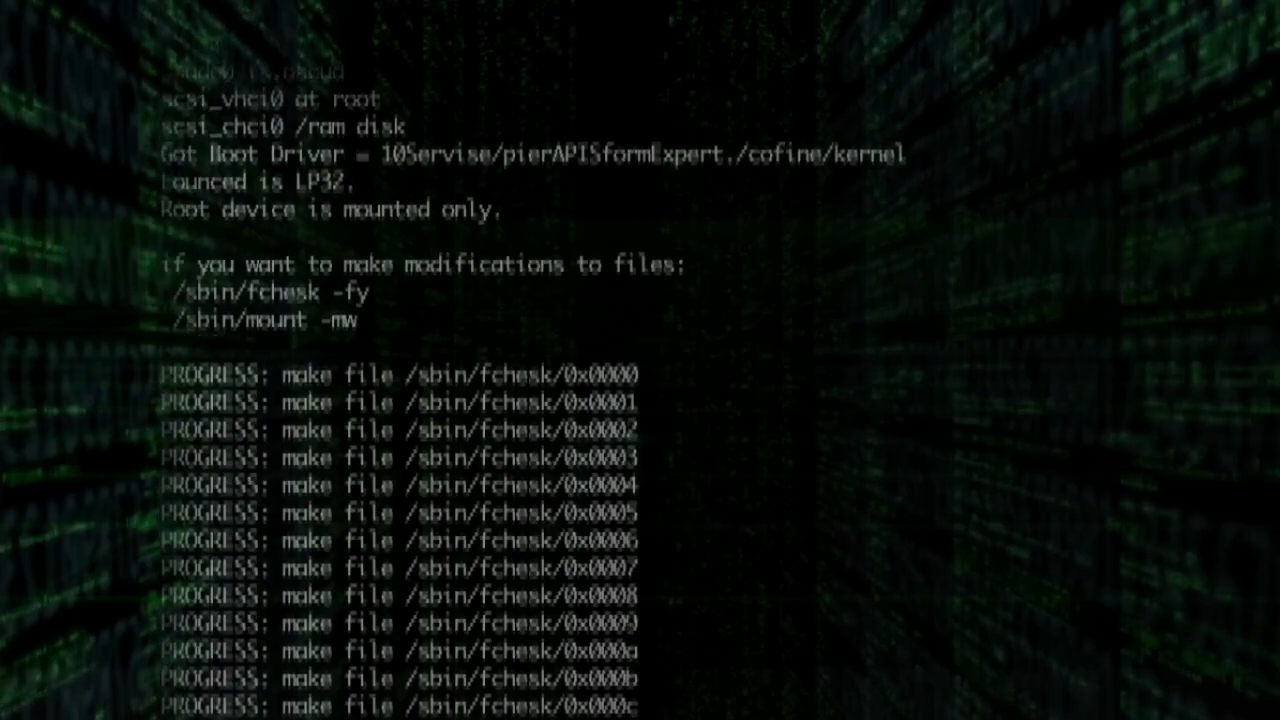 scsi_vhci0 at root
scsi_chci0 /ram disk
Got Boot Driver = 10Servise/pierAPISformExpert./cofine/kernel
bounced is LP32.
Root device is mounted only.
if you want to make modifications to files:
/sbin/fchesk -fy
/sbin/mount -mw
PROGRESS: make file /sbin/fchesk/0x0000
PROGRESS: make file /sbin/fchesk/0x0001
PROGRESS: make file /sbin/fchesk/0x0002
PROGRESS: make file /sbin/fchesk/0x0003
PROGRESS: make file /sbin/fchesk/0x0004
PROGRESS: make file /sbin/fchesk/0x0005
PROGRESS: make file /sbin/fchesk/0x0006
PROGRESS: make file /sbin/fchesk/0x0007
PROGRESS: make file /sbin/fchesk/0x0008
PROGRESS: make file /sbin/fchesk/0x0009
PROGRESS: make file /sbin/fchesk/0x000a
PROGRESS: make file /sbin/fchesk/0x000b
PROGRESS: make file /sbin/fchesk/0x000c